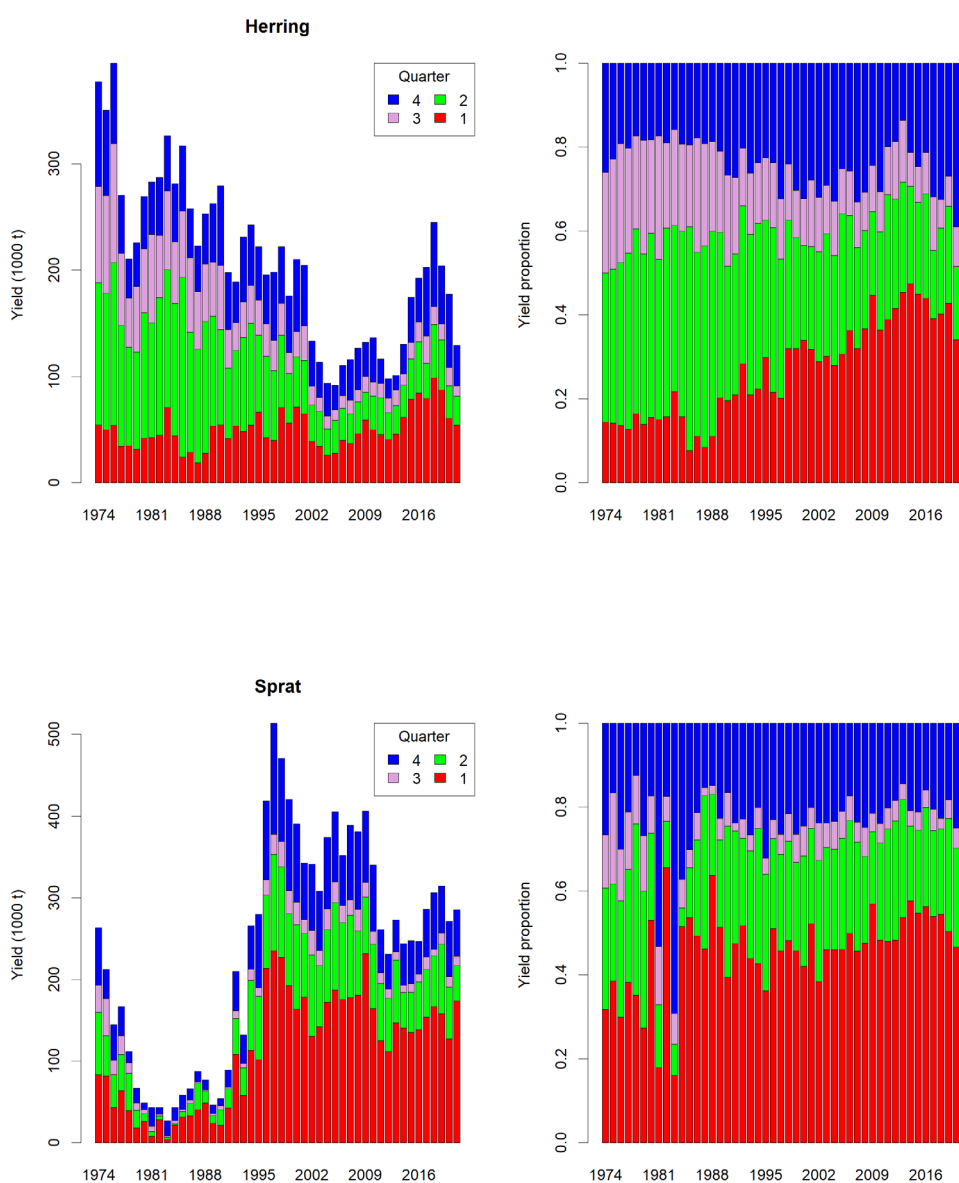 Herring
Yield (1000 t)
0 100 200 300
1974 1981 1988 1995 2002 2009 2016
Quarter
4 2
3 1
Yield proportion
0.0 0.2 0.4 0.6 0.8 1.0
1974 1981 1988 1995 2002 2009 2016
Sprat
Yield (1000 t)
0 100 200 300 400 500
1974 1981 1988 1995 2002 2009 2016
Quarter
4 2
3 1
Yield proportion
0.0 0.2 0.4 0.6 0.8 1.0
1974 1981 1988 1995 2002 2009 2016